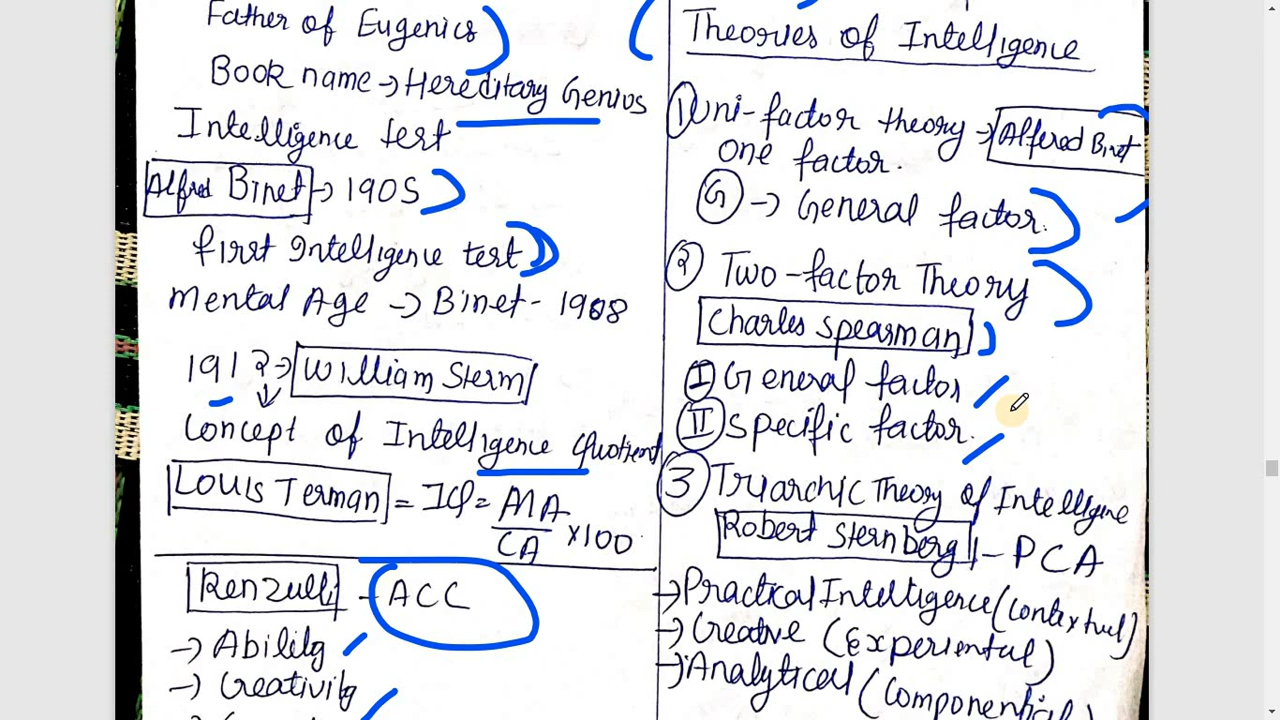 Father of Eugenics
Book name → Hereditary Genius
Intelligence test
Alfred Binet → 1905
first Intelligence test
Mental Age → Binet - 1908
1912 → William Sterm
↓
Concept of Intelligence Quotient
Louis Terman = IQ = MA/CA ×100
Renzulli - ACC
→ Ability
→ Creativity
Theories of Intelligence
① Uni-factor theory → Alfred Binet
one factor.
G → General factor.
② Two-factor Theory
Charles Spearman
I General factor
II Specific factor.
③ Triarchic Theory of Intelligene
Robert Sternberg - PCA
→ Practical Intelligence (contextual)
→ Creative (Experiential)
→ Analytical (Componential)